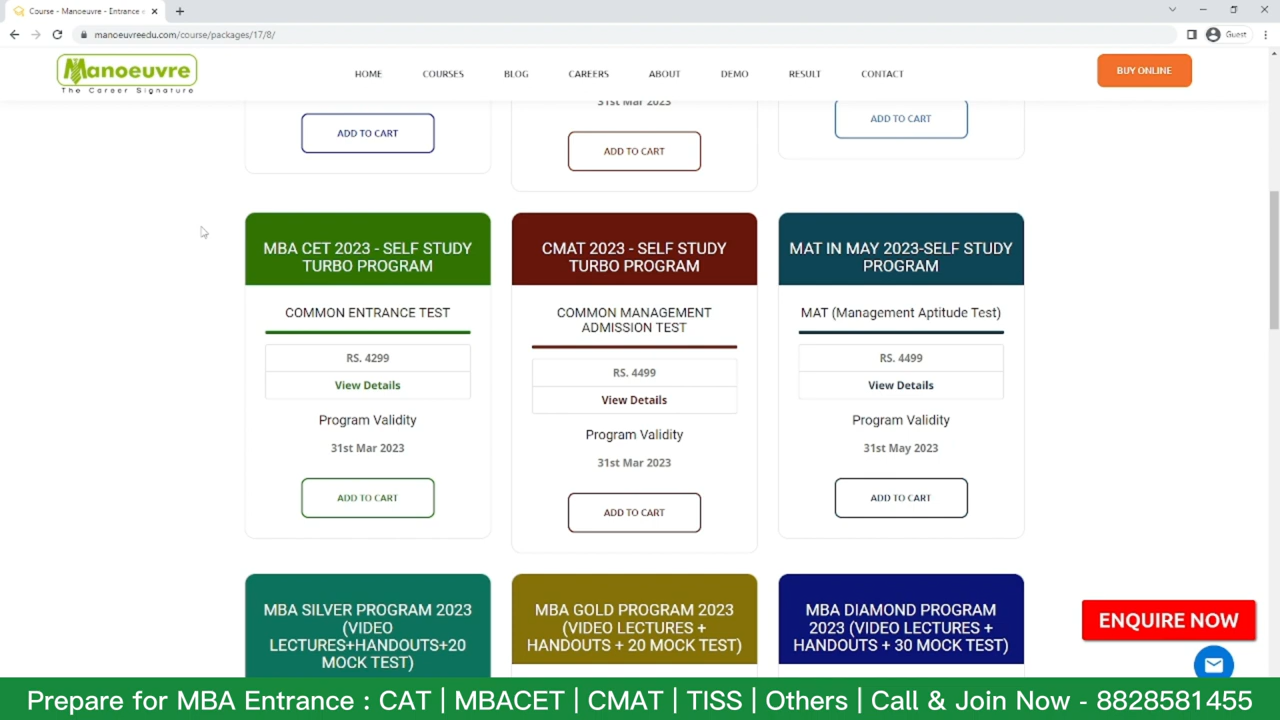 Course - Manoeuvre - Entrance e
manoeuvreedu.com/course/packages/17/8/
Guest
Manoeuvre
The Career Signature
HOME
COURSES
BLOG
CAREERS
ABOUT
DEMO
RESULT
CONTACT
BUY ONLINE
31st Mar 2023
ADD TO CART
ADD TO CART
ADD TO CART
MBA CET 2023 - SELF STUDY
TURBO PROGRAM
COMMON ENTRANCE TEST
RS. 4299
View Details
Program Validity
31st Mar 2023
ADD TO CART
CMAT 2023 - SELF STUDY
TURBO PROGRAM
COMMON MANAGEMENT
ADMISSION TEST
RS. 4499
View Details
Program Validity
31st Mar 2023
ADD TO CART
MAT IN MAY 2023-SELF STUDY
PROGRAM
MAT (Management Aptitude Test)
RS. 4499
View Details
Program Validity
31st May 2023
ADD TO CART
MBA SILVER PROGRAM 2023
(VIDEO
LECTURES+HANDOUTS+20
MOCK TEST)
MBA GOLD PROGRAM 2023
(VIDEO LECTURES +
HANDOUTS + 20 MOCK TEST)
MBA DIAMOND PROGRAM
2023 (VIDEO LECTURES +
HANDOUTS + 30 MOCK TEST)
ENQUIRE NOW
Prepare for MBA Entrance : CAT | MBACET | CMAT | TISS | Others | Call & Join Now - 8828581455